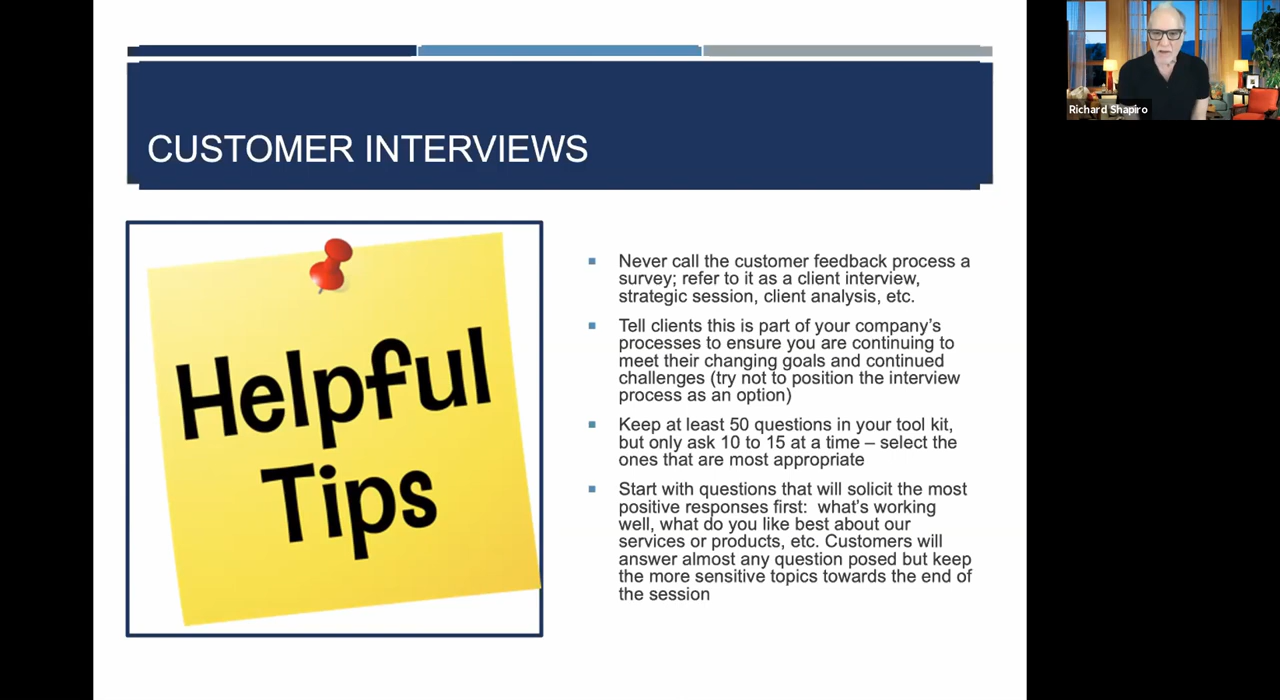 CUSTOMER INTERVIEWS
Helpful
Tips
▪ Never call the customer feedback process a
survey; refer to it as a client interview,
strategic session, client analysis, etc.
▪ Tell clients this is part of your company’s
processes to ensure you are continuing to
meet their changing goals and continued
challenges (try not to position the interview
process as an option)
▪ Keep at least 50 questions in your tool kit,
but only ask 10 to 15 at a time – select the
ones that are most appropriate
▪ Start with questions that will solicit the most
positive responses first:  what’s working
well, what do you like best about our
services or products, etc. Customers will
answer almost any question posed but keep
the more sensitive topics towards the end of
the session
Richard Shapiro